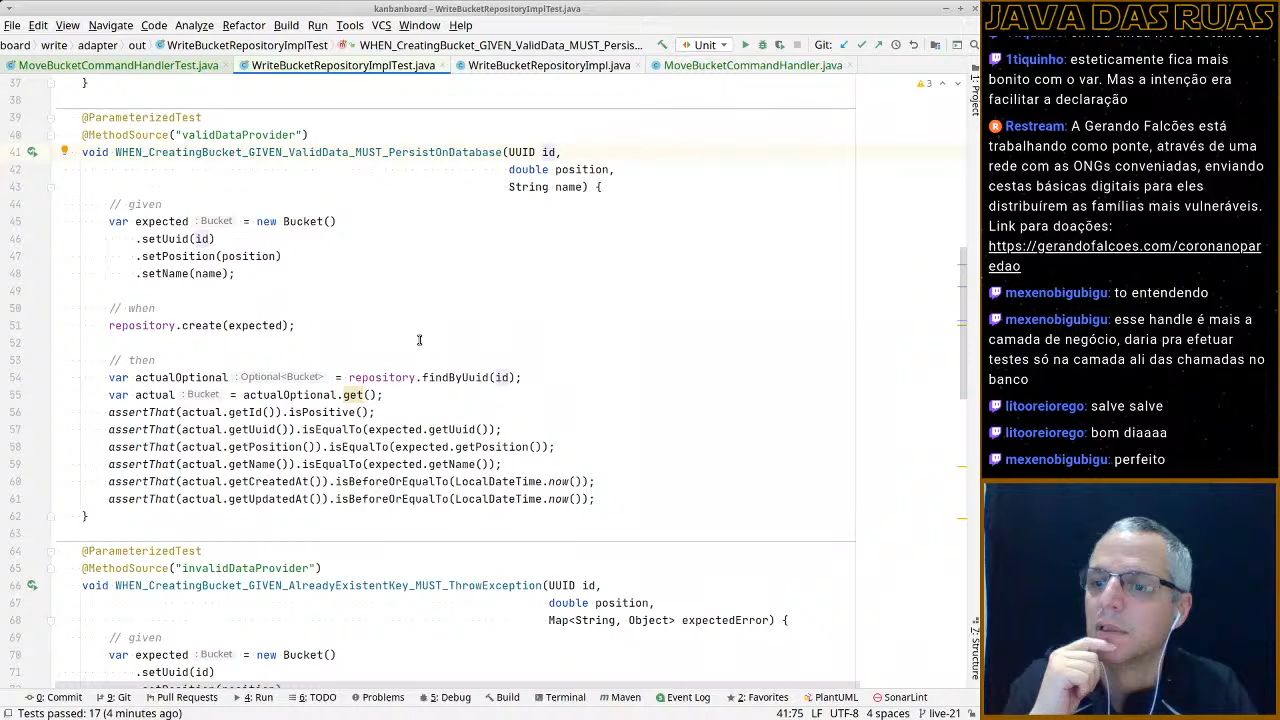 kanbanboard - WriteBucketRepositoryImplTest.java
File Edit View Navigate Code Analyze Refactor Build Run Tools VCS Window Help
board write adapter out WriteBucketRepositoryImplTest WHEN_CreatingBucket_GIVEN_ValidData_MUST_Persis... Unit Git:
MoveBucketCommandHandlerTest.java WriteBucketRepositoryImplTest.java WriteBucketRepositoryImpl.java MoveBucketCommandHandler.java
37 }
3
38
39 @ParameterizedTest
40 @MethodSource("validDataProvider")
41 void WHEN_CreatingBucket_GIVEN_ValidData_MUST_PersistOnDatabase(UUID id,
42 double position,
43 String name) {
44 // given
45 var expected : Bucket = new Bucket()
46 .setUuid(id)
47 .setPosition(position)
48 .setName(name);
49
50 // when
51 repository.create(expected);
52
53 // then
54 var actualOptional : Optional<Bucket> = repository.findByUuid(id);
55 var actual : Bucket = actualOptional.get();
56 assertThat(actual.getId()).isPositive();
57 assertThat(actual.getUuid()).isEqualTo(expected.getUuid());
58 assertThat(actual.getPosition()).isEqualTo(expected.getPosition());
59 assertThat(actual.getName()).isEqualTo(expected.getName());
60 assertThat(actual.getCreatedAt()).isBeforeOrEqualTo(LocalDateTime.now());
61 assertThat(actual.getUpdatedAt()).isBeforeOrEqualTo(LocalDateTime.now());
62 }
63
64 @ParameterizedTest
65 @MethodSource("invalidDataProvider")
66 void WHEN_CreatingBucket_GIVEN_AlreadyExistentKey_MUST_ThrowException(UUID id,
67 double position,
68 Map<String, Object> expectedError) {
69 // given
70 var expected : Bucket = new Bucket()
71 .setUuid(id)
1: Project
7: Structure
0: Commit 9: Git Pull Requests 4: Run 6: TODO Problems 5: Debug Build Terminal Maven Event Log 2: Favorites PlantUML SonarLint
Tests passed: 17 (4 minutes ago) 41:75 LF UTF-8 4 spaces live-21
JAVA DAS RUAS
1tiquinho: esteticamente fica mais
bonito com o var. Mas a intenção era
facilitar a declaração
Restream: A Gerando Falcões está
trabalhando como ponte, através de uma
rede com as ONGs conveniadas, enviando
cestas básicas digitais para eles
distribuírem as famílias mais vulneráveis.
Link para doações:
https://gerandofalcoes.com/coronanopar
edao
mexenobigubigu: to entendendo
mexenobigubigu: esse handle é mais a
camada de negócio, daria pra efetuar
testes só na camada ali das chamadas no
banco
litooreiorego: salve salve
litooreiorego: bom diaaaa
mexenobigubigu: perfeito